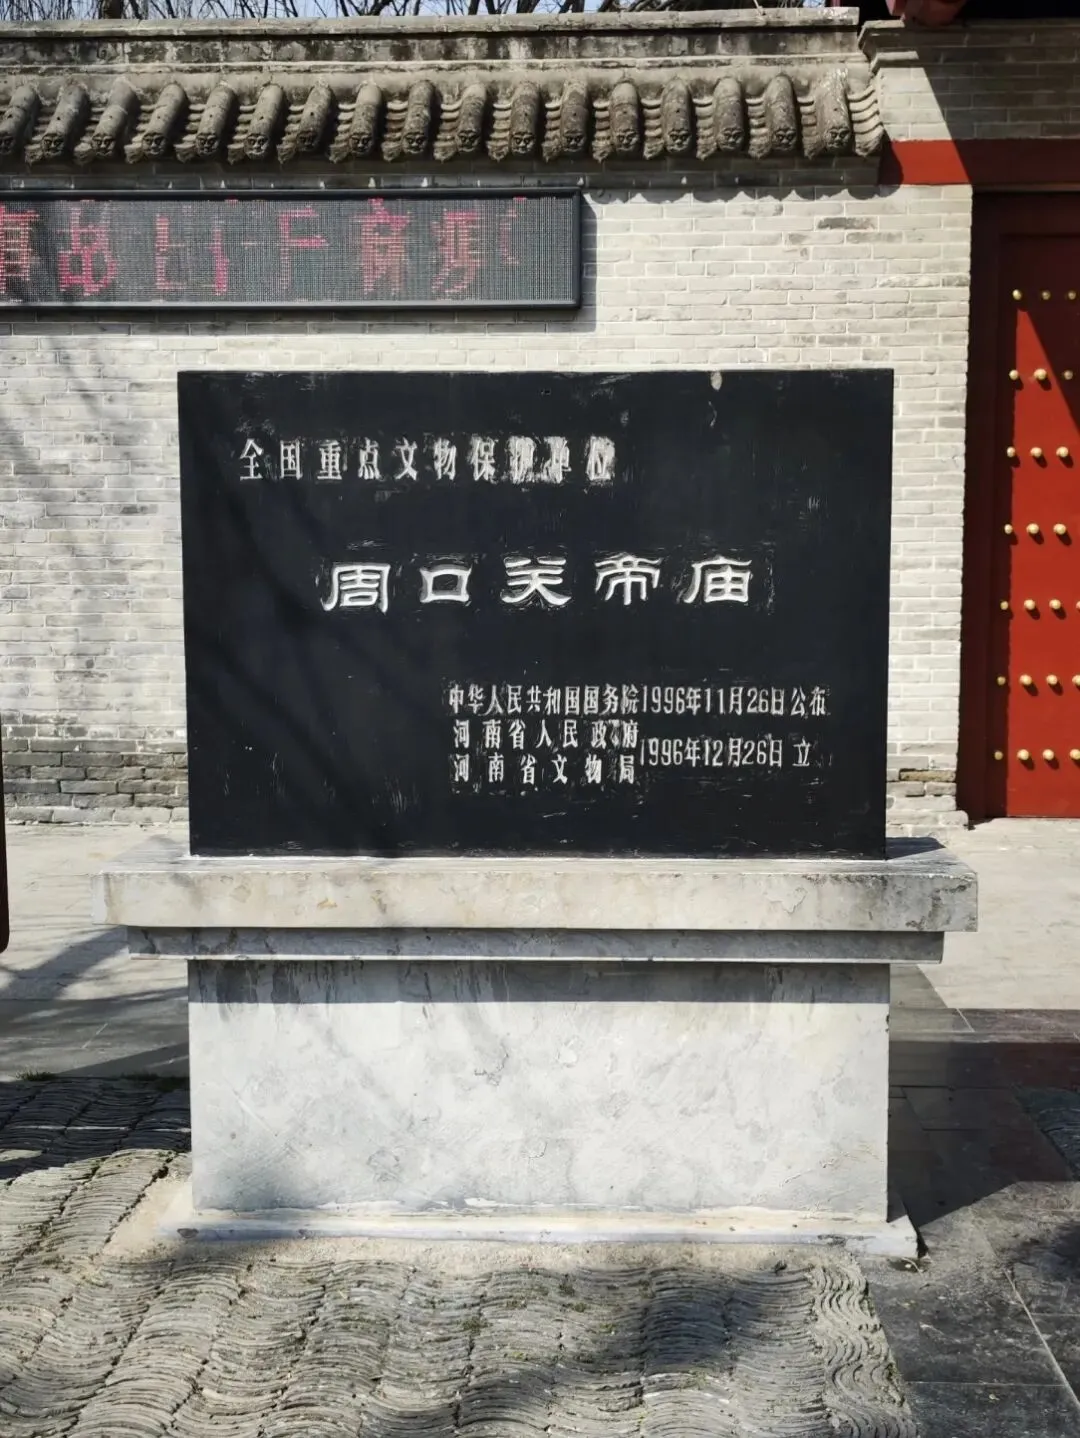 全国重点文物保护单位
周口关帝庙
中华人民共和国国务院1996年11月26日公布
河南省人民政府
河南省文物局 1996年12月26日 立